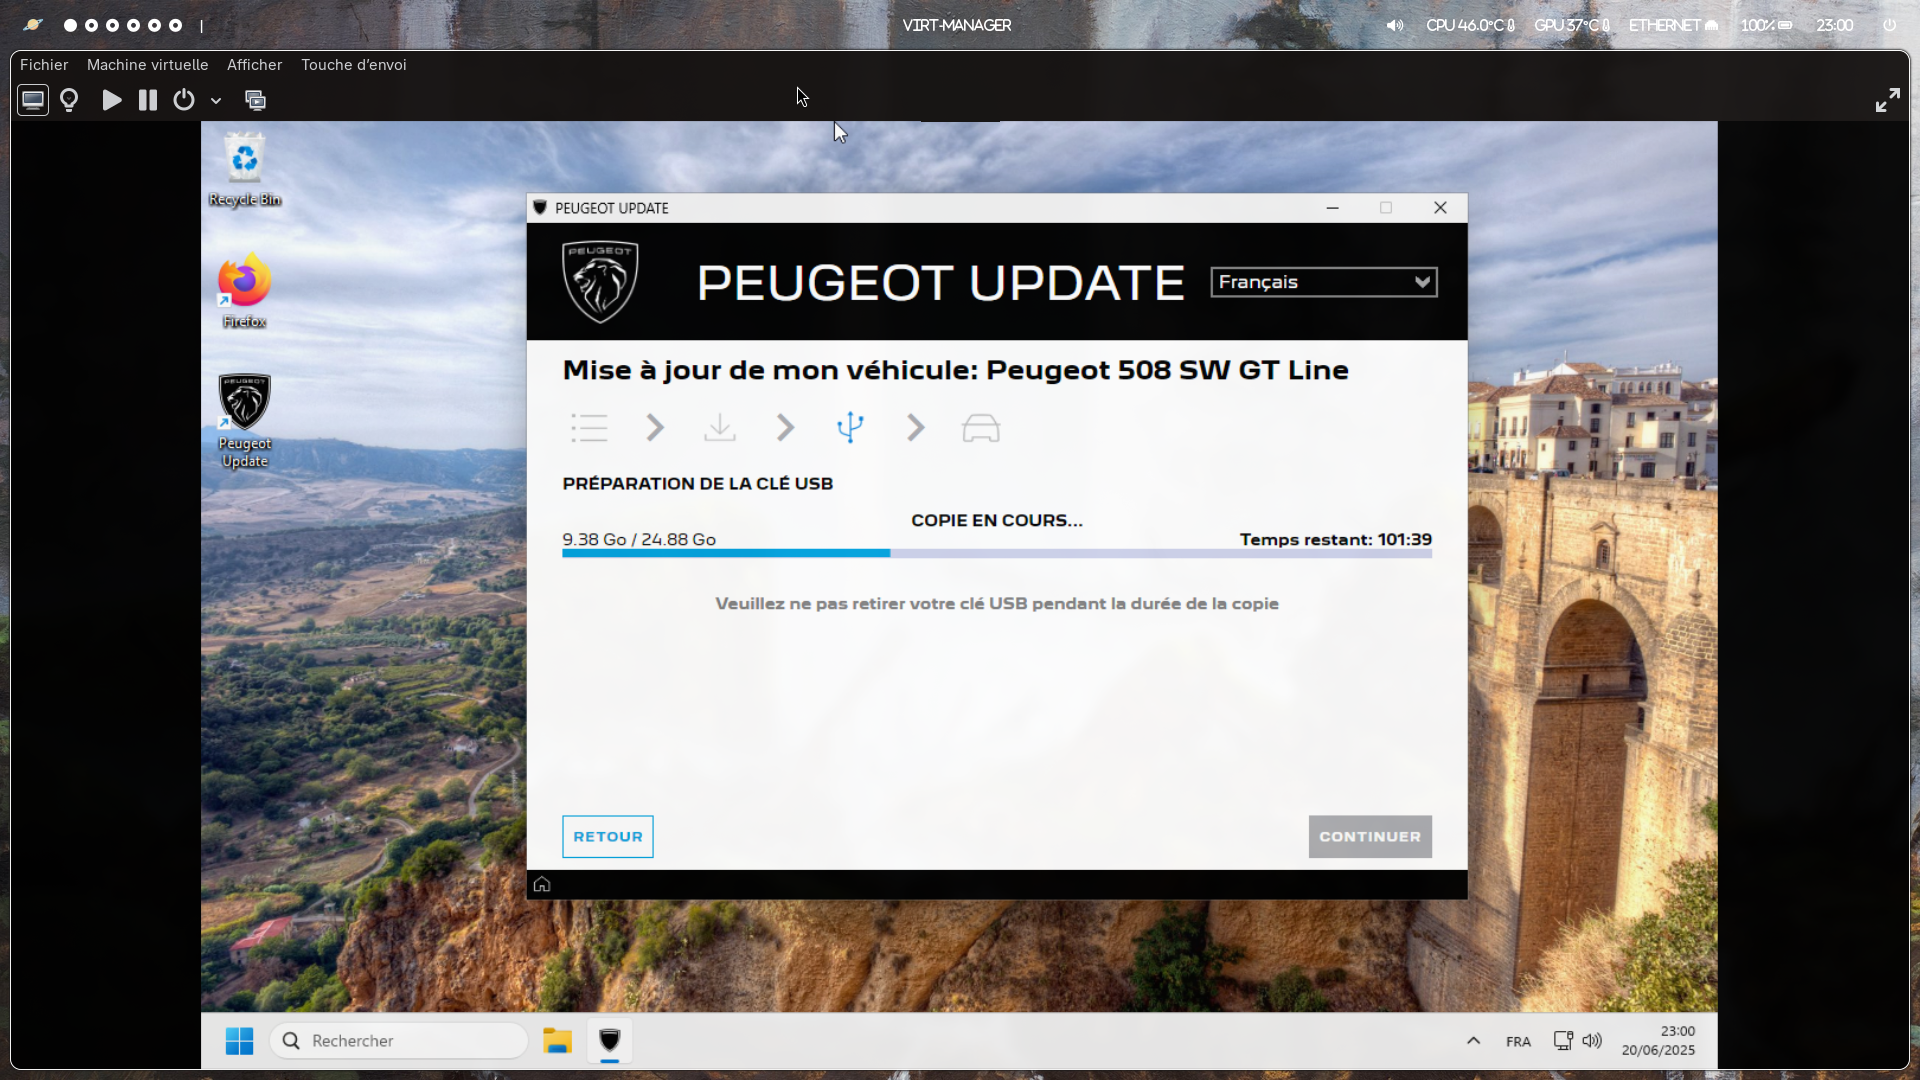 VIRT-MANAGER
CPU 46.0°C GPU 37°C ETHERNET 100% 23:00
Fichier Machine virtuelle Afficher Touche d’envoi
Recycle Bin
Firefox
PEUGEOT
Peugeot
Update
PEUGEOT UPDATE
PEUGEOT
PEUGEOT UPDATE
Français
Mise à jour de mon véhicule: Peugeot 508 SW GT Line
PRÉPARATION DE LA CLÉ USB
COPIE EN COURS...
9.38 Go / 24.88 Go
Temps restant: 101:39
Veuillez ne pas retirer votre clé USB pendant la durée de la copie
RETOUR
CONTINUER
Rechercher
FRA
23:00
20/06/2025